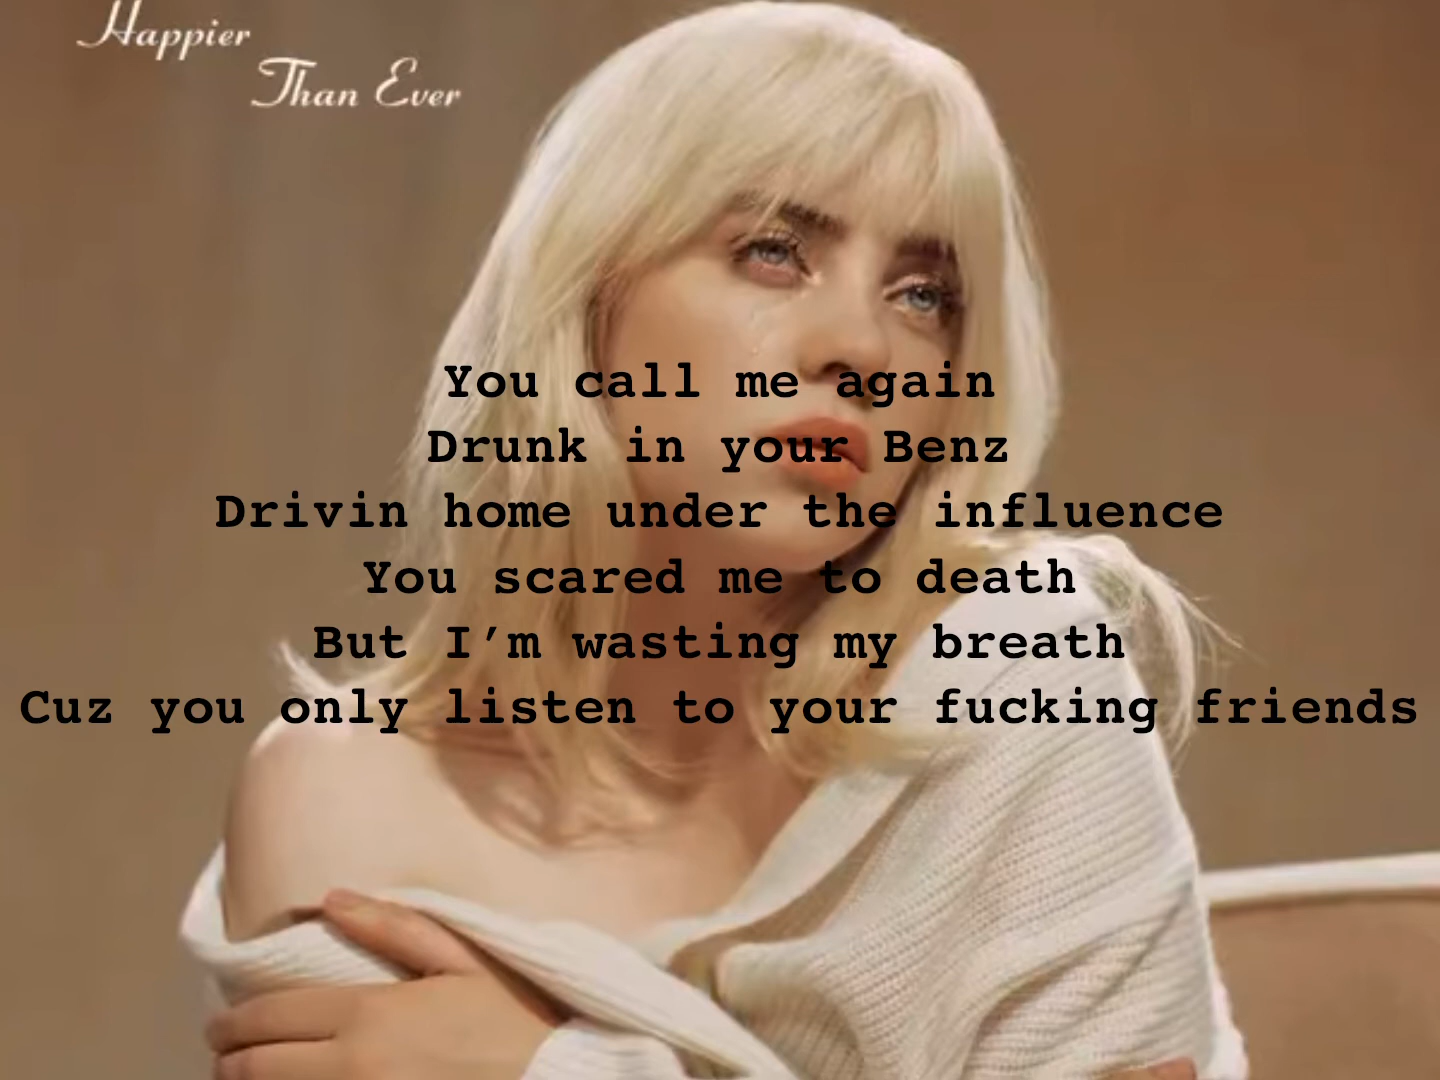 Happier
Than Ever
You call me again
Drunk in your Benz
Drivin home under the influence
You scared me to death
But I’m wasting my breath
Cuz you only listen to your fucking friends